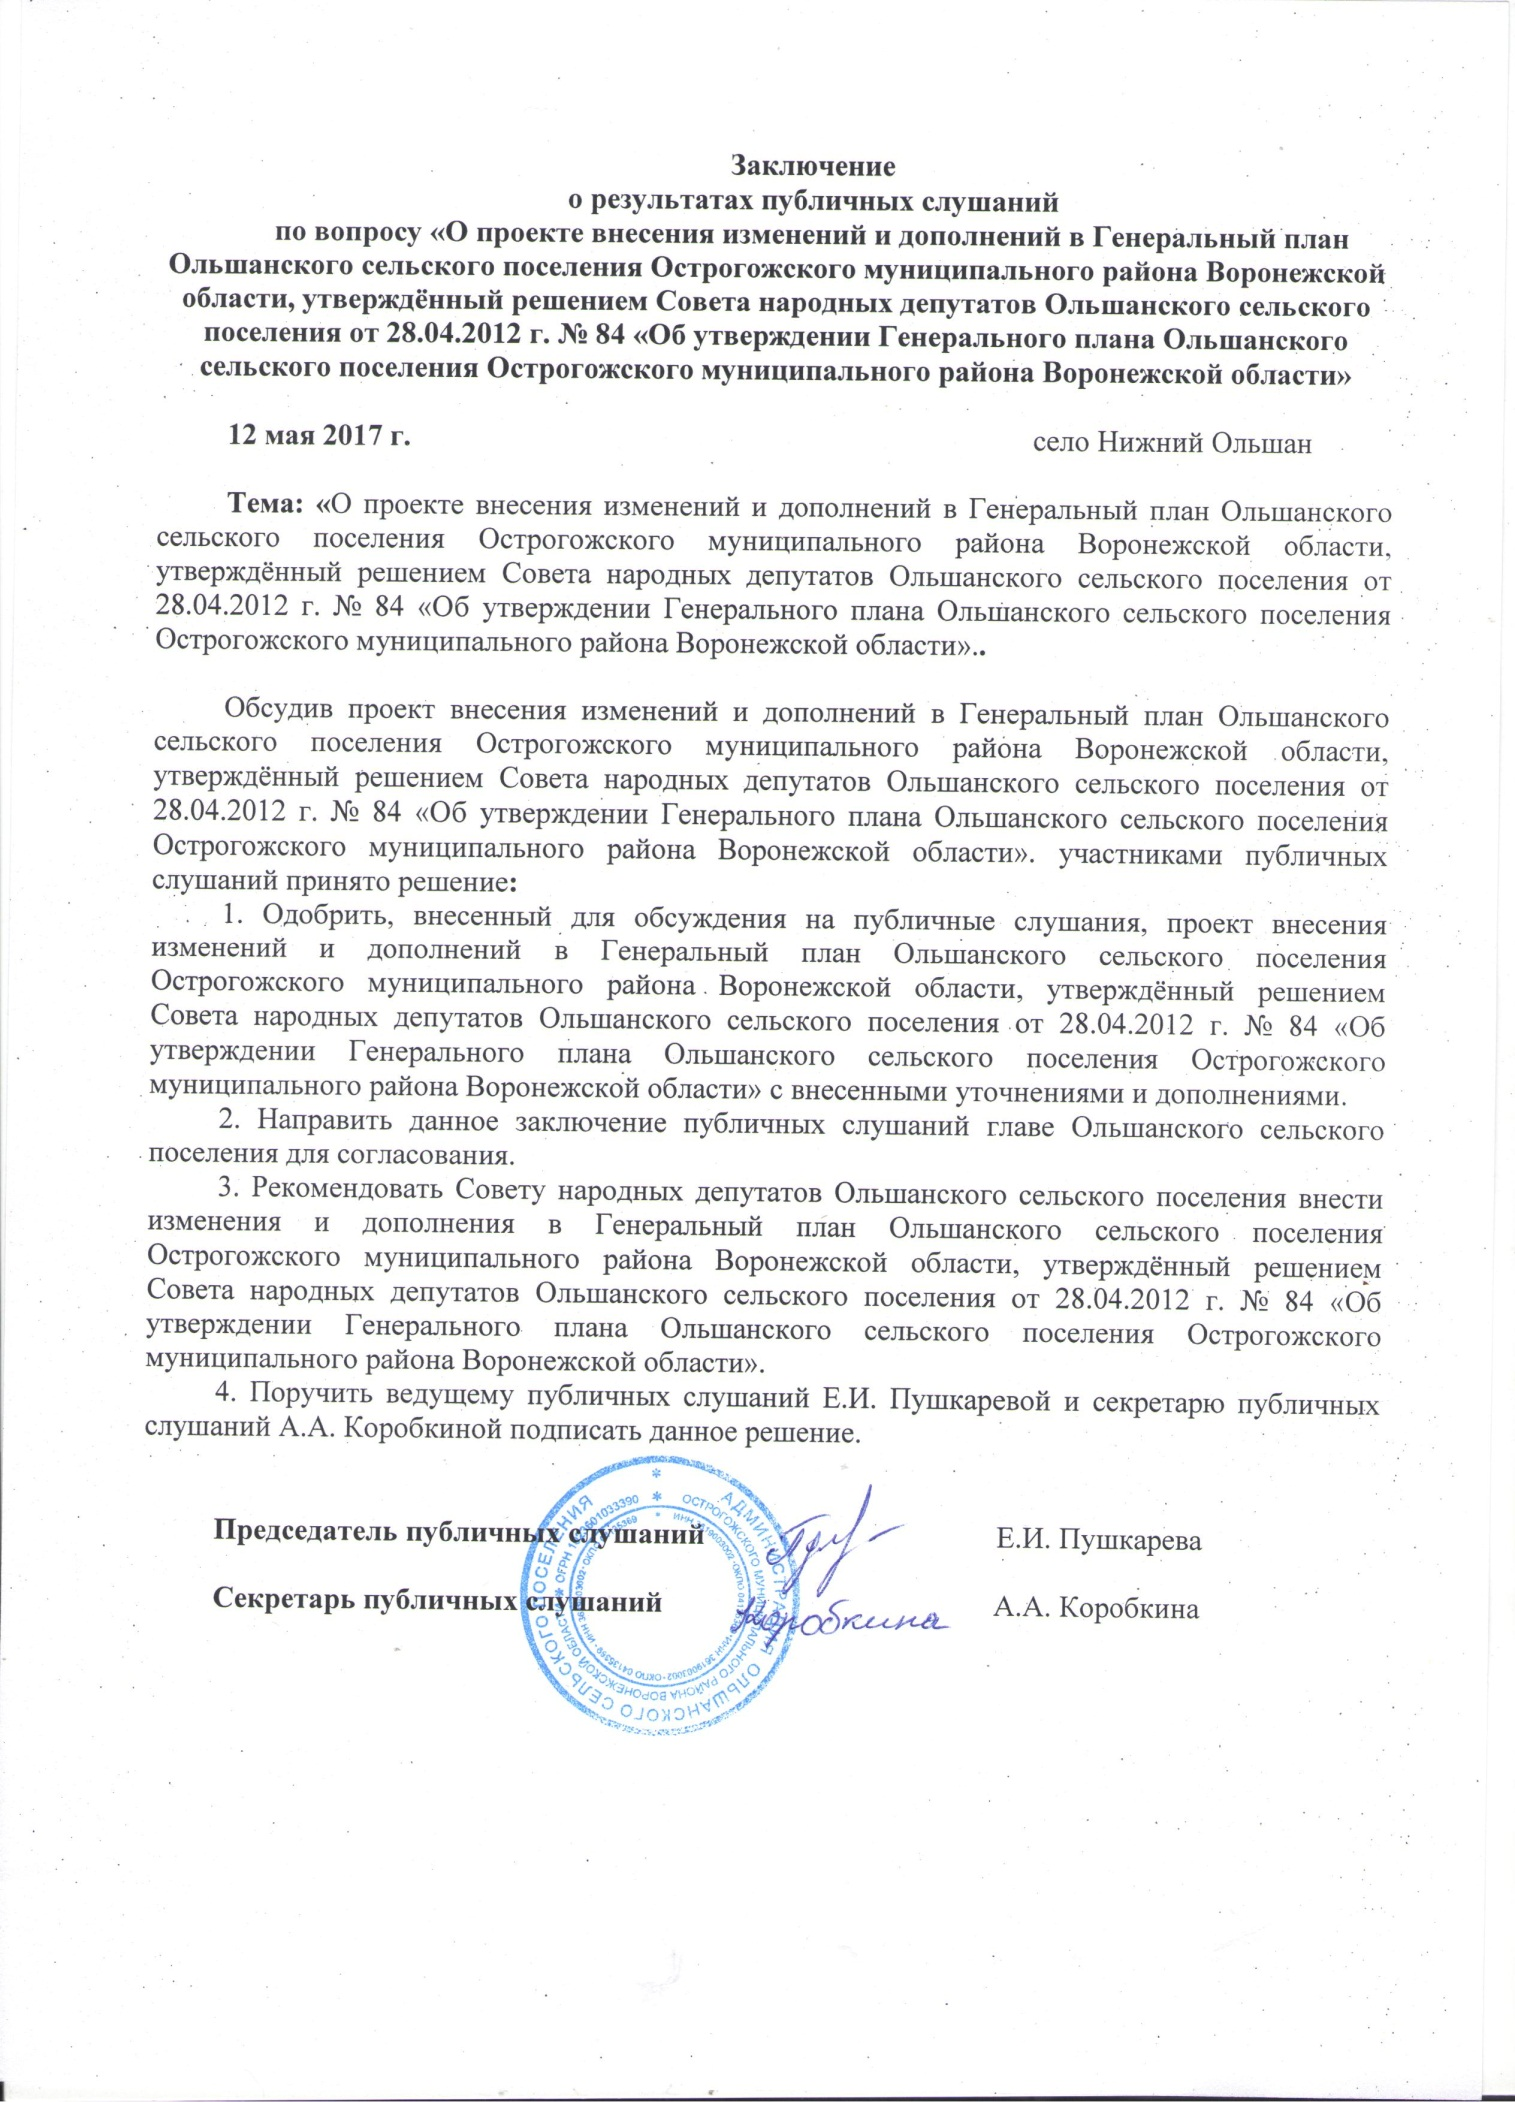 Заключение
о результатах публичных слушаний
по вопросу «О проекте внесения изменений и дополнений в Генеральный план
Ольшанского сельского поселения Острогожского муниципального района Воронежской
области, утверждённый решением Совета народных депутатов Ольшанского сельского
поселения от 28.04.2012 г. № 84 «Об утверждении Генерального плана Ольшанского
сельского поселения Острогожского муниципального района Воронежской области»
12 мая 2017 г. село Нижний Ольшан
Тема: «О проекте внесения изменений и дополнений в Генеральный план Ольшанского
сельского поселения Острогожского муниципального района Воронежской области,
утверждённый решением Совета народных депутатов Ольшанского сельского поселения от
28.04.2012 г. № 84 «Об утверждении Генерального плана Ольшанского сельского поселения
Острогожского муниципального района Воронежской области»..
Обсудив проект внесения изменений и дополнений в Генеральный план Ольшанского
сельского поселения Острогожского муниципального района Воронежской области,
утверждённый решением Совета народных депутатов Ольшанского сельского поселения от
28.04.2012 г. № 84 «Об утверждении Генерального плана Ольшанского сельского поселения
Острогожского муниципального района Воронежской области». участниками публичных
слушаний принято решение:
1. Одобрить, внесенный для обсуждения на публичные слушания, проект внесения
изменений и дополнений в Генеральный план Ольшанского сельского поселения
Острогожского муниципального района Воронежской области, утверждённый решением
Совета народных депутатов Ольшанского сельского поселения от 28.04.2012 г. № 84 «Об
утверждении Генерального плана Ольшанского сельского поселения Острогожского
муниципального района Воронежской области» с внесенными уточнениями и дополнениями.
2. Направить данное заключение публичных слушаний главе Ольшанского сельского
поселения для согласования.
3. Рекомендовать Совету народных депутатов Ольшанского сельского поселения внести
изменения и дополнения в Генеральный план Ольшанского сельского поселения
Острогожского муниципального района Воронежской области, утверждённый решением
Совета народных депутатов Ольшанского сельского поселения от 28.04.2012 г. № 84 «Об
утверждении Генерального плана Ольшанского сельского поселения Острогожского
муниципального района Воронежской области».
4. Поручить ведущему публичных слушаний Е.И. Пушкаревой и секретарю публичных
слушаний А.А. Коробкиной подписать данное решение.
Председатель публичных слушаний Е.И. Пушкарева
Секретарь публичных слушаний Коробкина А.А. Коробкина
АДМИНИСТРАЦИЯ ОЛЬШАНСКОГО СЕЛЬСКОГО ПОСЕЛЕНИЯ
ОСТРОГОЖСКОГО МУНИЦИПАЛЬНОГО РАЙОНА ВОРОНЕЖСКОЙ ОБЛАСТИ